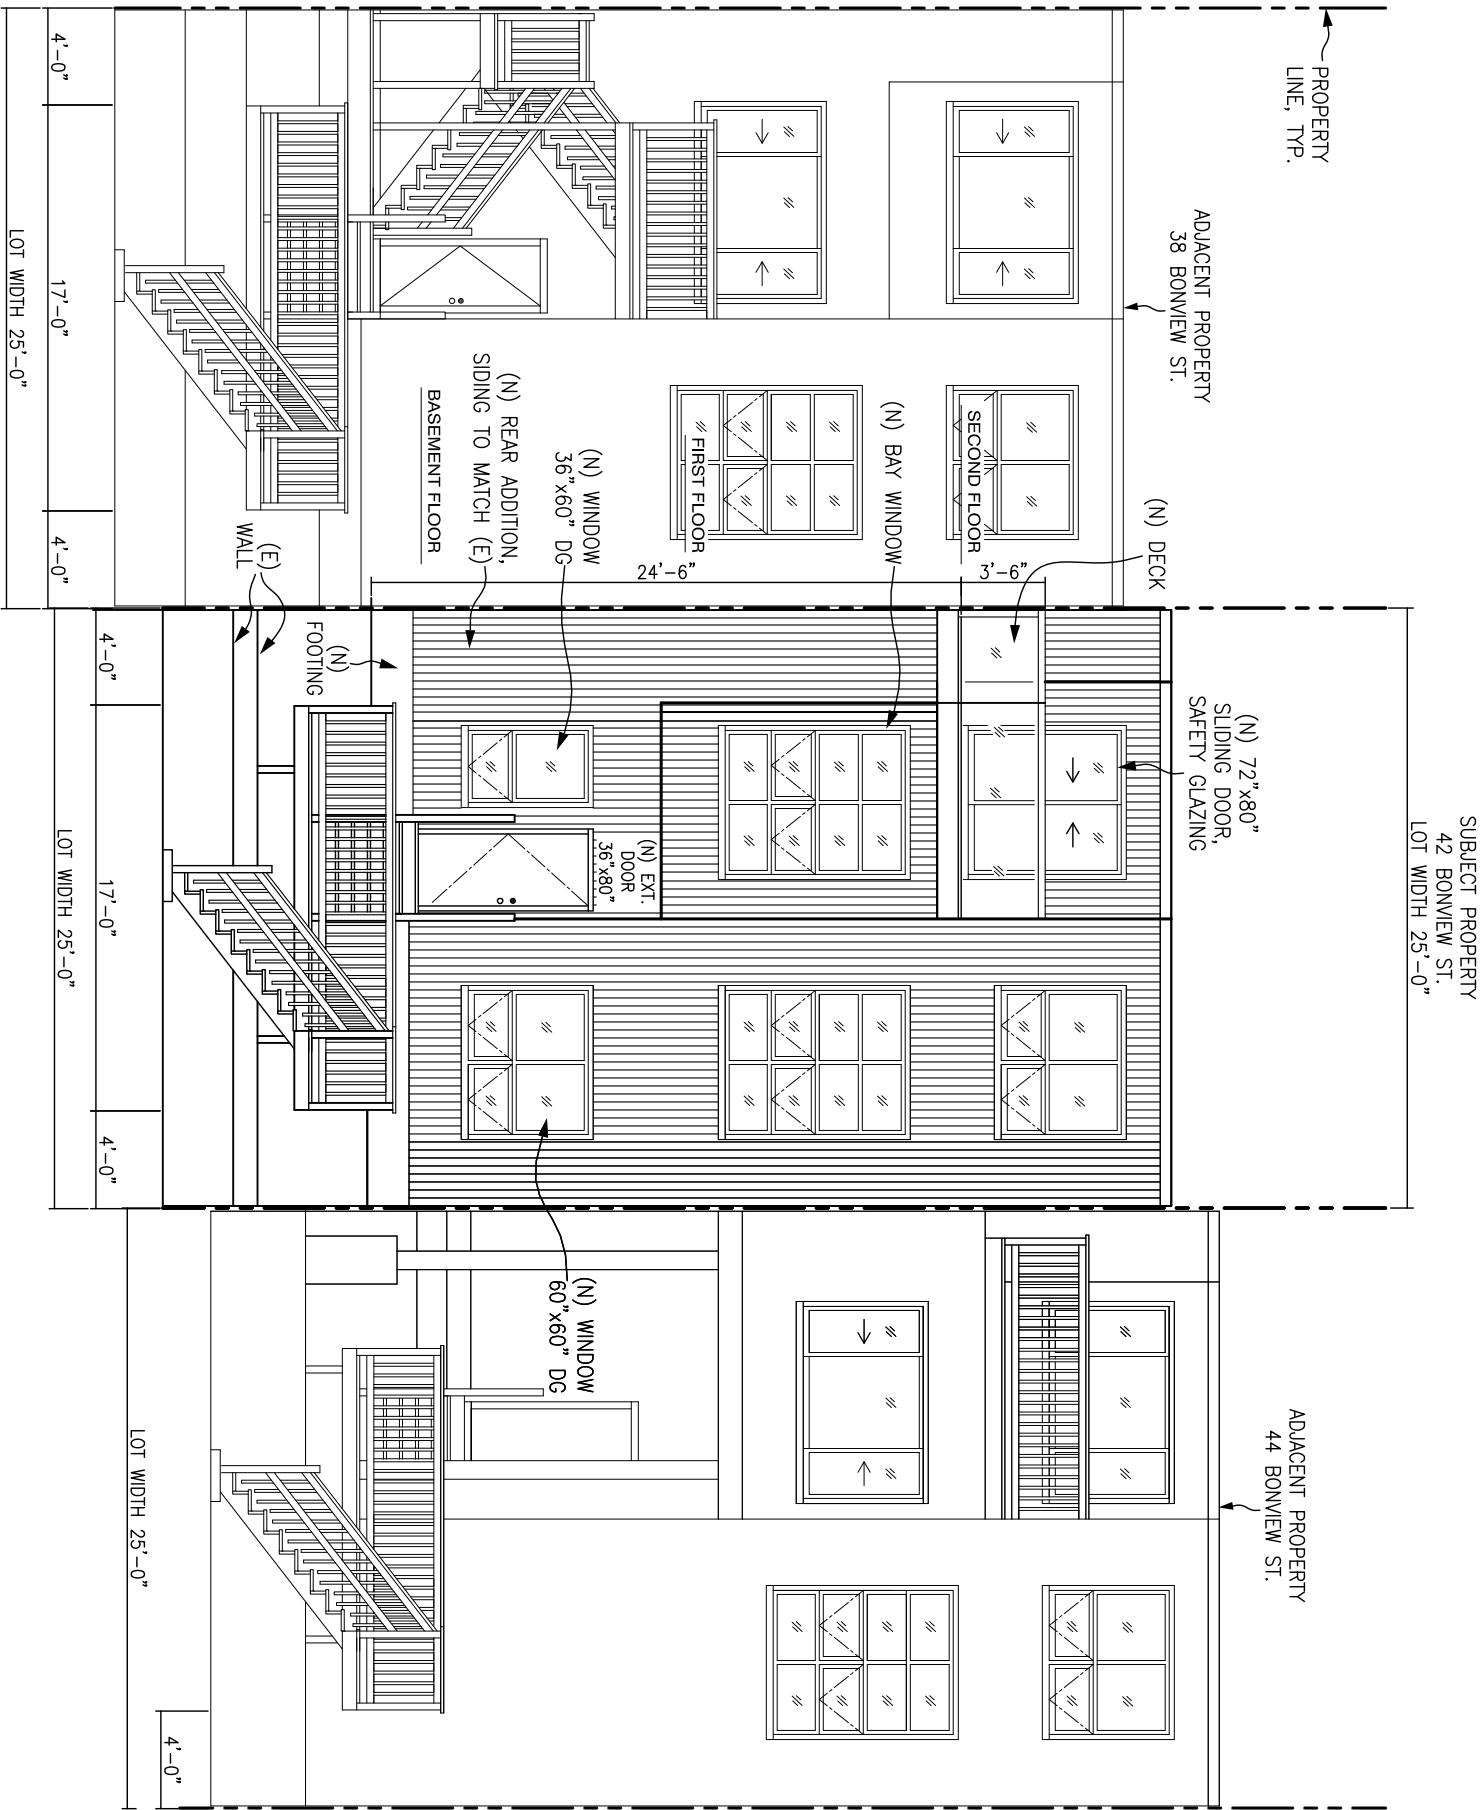 SUBJECT PROPERTY
42 BONVIEW ST.
LOT WIDTH 25'-0"
PROPERTY
LINE, TYP.
ADJACENT PROPERTY
38 BONVIEW ST.
(N) DECK
(N) 72"x80"
SLIDING DOOR,
SAFETY GLAZING
ADJACENT PROPERTY
44 BONVIEW ST.
SECOND FLOOR
3'-6"
(N) BAY WINDOW
FIRST FLOOR
24'-6"
(N) WINDOW
36"x60" DG
(N) EXT.
DOOR
36"x80"
(N) WINDOW
60"x60" DG
(N) REAR ADDITION,
SIDING TO MATCH (E)
BASEMENT FLOOR
(N)
FOOTING
(E)
WALL
4'-0"
17'-0"
4'-0"
LOT WIDTH 25'-0"
4'-0"
17'-0"
4'-0"
LOT WIDTH 25'-0"
4'-0"
LOT WIDTH 25'-0"